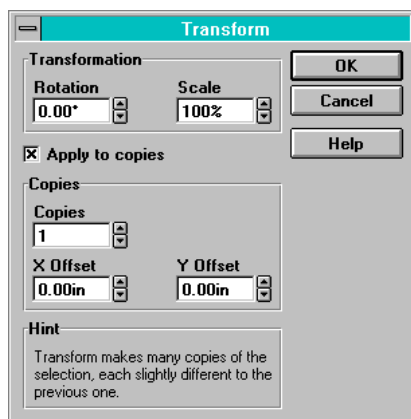 Transform
Transformation
Rotation
Scale
0.00°
100%
OK
Cancel
Help
Apply to copies
Copies
Copies
1
X Offset
Y Offset
0.00in
0.00in
Hint
Transform makes many copies of the
selection, each slightly different to the
previous one.